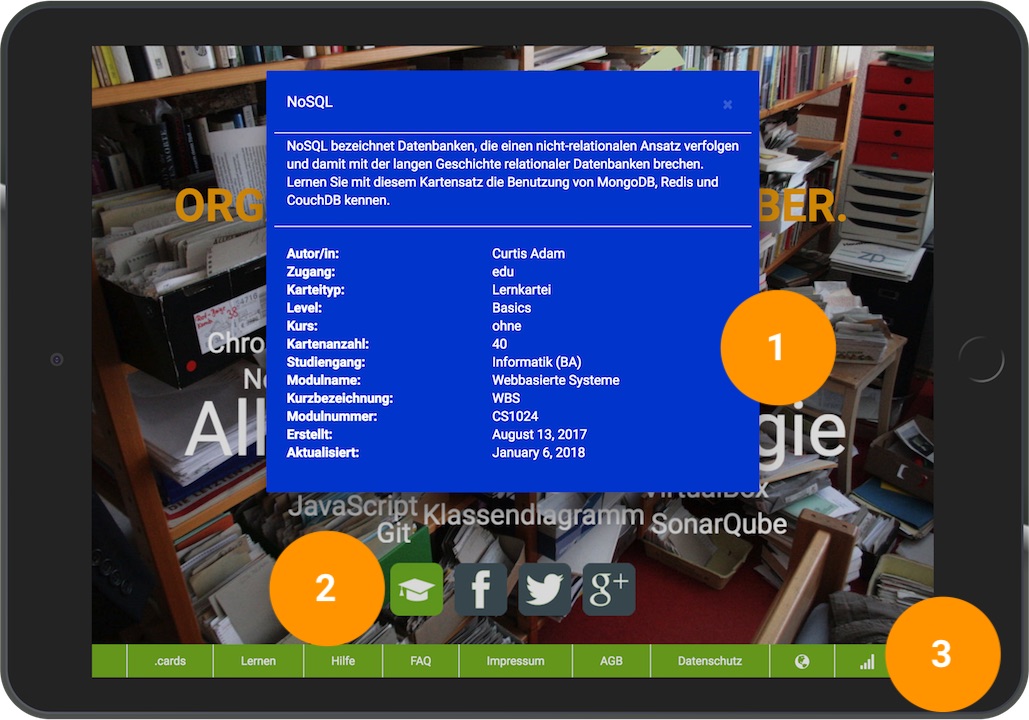 NoSQL
×
NoSQL bezeichnet Datenbanken, die einen nicht-relationalen Ansatz verfolgen
und damit mit der langen Geschichte relationaler Datenbanken brechen.
Lernen Sie mit diesem Kartensatz die Benutzung von MongoDB, Redis und
CouchDB kennen.
ORG BER.
Autor/in: Curtis Adam
Zugang: edu
Karteityp: Lernkartei
Level: Basics
Kurs: ohne
Kartenanzahl: 40
Studiengang: Informatik (BA)
Modulname: Webbasierte Systeme
Kurzbezeichnung: WBS
Modulnummer: CS1024
Erstellt: August 13, 2017
Aktualisiert: January 6, 2018
1
Chro
N
All gie
VirtualBox
JavaScript
Klassendiagramm
SonarQube
Git
2
f
g+
.cards Lernen Hilfe FAQ Impressum AGB Datenschutz
3